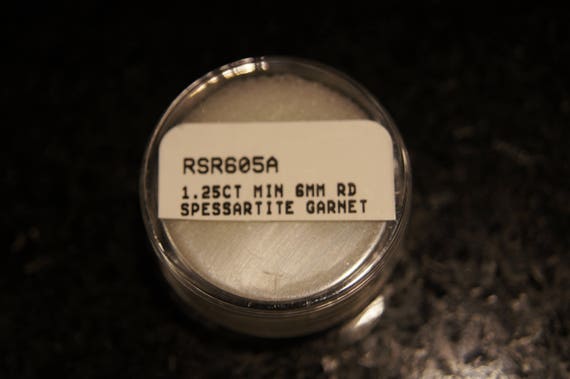 RSR605A
1.25CT MIN 6MM RD
SPESSARTITE GARNET